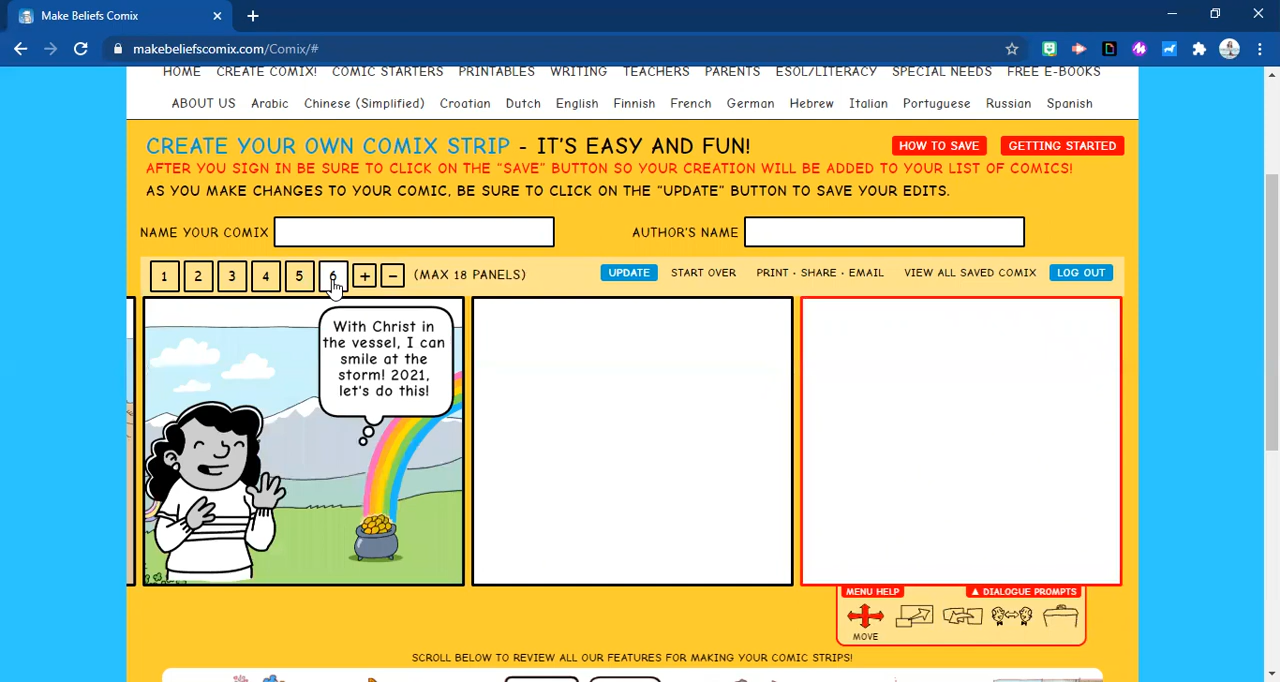 Make Beliefs Comix
makebeliefscomix.com/Comix/#
HOME CREATE COMIX! COMIC STARTERS PRINTABLES WRITING TEACHERS PARENTS ESOL/LITERACY SPECIAL NEEDS FREE E-BOOKS
ABOUT US Arabic Chinese (Simplified) Croatian Dutch English Finnish French German Hebrew Italian Portuguese Russian Spanish
CREATE YOUR OWN COMIX STRIP - IT'S EASY AND FUN!
HOW TO SAVE GETTING STARTED
AFTER YOU SIGN IN BE SURE TO CLICK ON THE "SAVE" BUTTON SO YOUR CREATION WILL BE ADDED TO YOUR LIST OF COMICS!
AS YOU MAKE CHANGES TO YOUR COMIC, BE SURE TO CLICK ON THE "UPDATE" BUTTON TO SAVE YOUR EDITS.
NAME YOUR COMIX AUTHOR'S NAME
1 2 3 4 5 6 + - (MAX 18 PANELS) UPDATE START OVER PRINT · SHARE · EMAIL VIEW ALL SAVED COMIX LOG OUT
With Christ in
the vessel, I can
smile at the
storm! 2021,
let's do this!
MENU HELP ▲ DIALOGUE PROMPTS
MOVE
SCROLL BELOW TO REVIEW ALL OUR FEATURES FOR MAKING YOUR COMIC STRIPS!